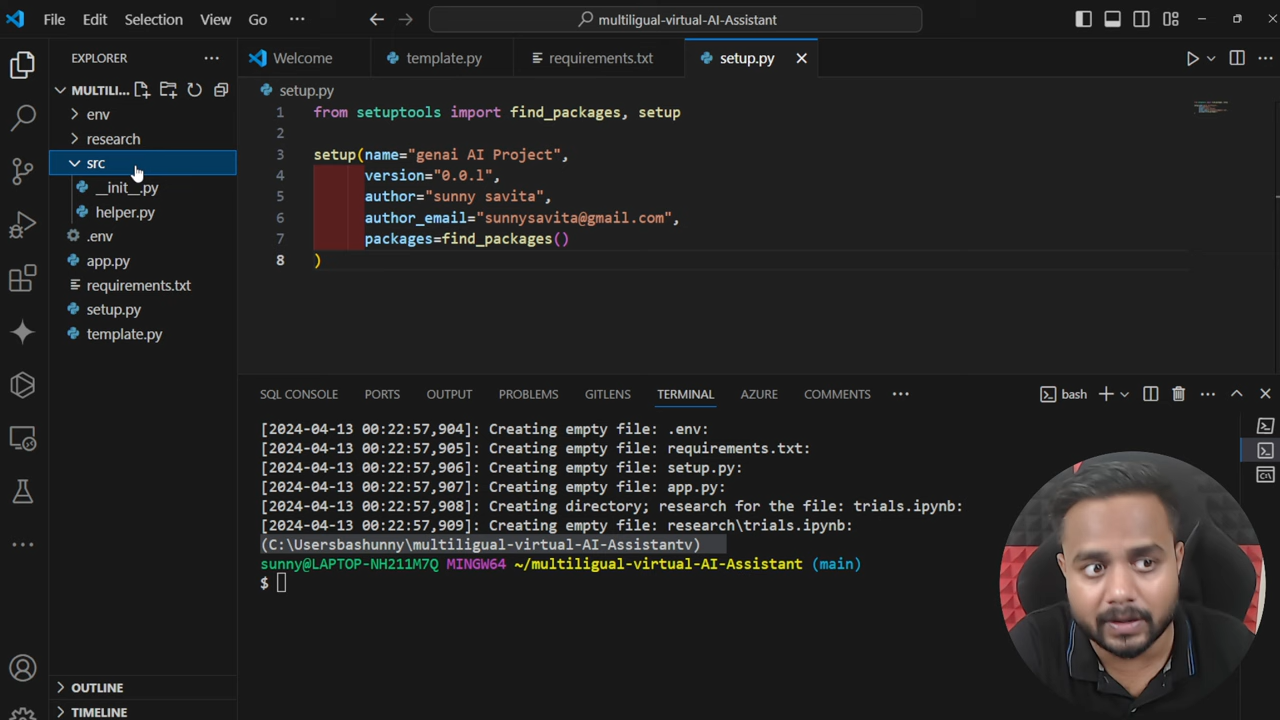 File Edit Selection View Go ··· multiligual-virtual-AI-Assistant
EXPLORER ···
MULTILI...
env
research
src
__init__.py
helper.py
.env
app.py
requirements.txt
setup.py
template.py
OUTLINE
TIMELINE
Welcome template.py requirements.txt setup.py
setup.py
1 from setuptools import find_packages, setup
2
3 setup(name="genai AI Project",
4 version="0.0.l",
5 author="sunny savita",
6 author_email="sunnysavita@gmail.com",
7 packages=find_packages()
8 )
SQL CONSOLE PORTS OUTPUT PROBLEMS GITLENS TERMINAL AZURE COMMENTS ··· bash
[2024-04-13 00:22:57,904]: Creating empty file: .env:
[2024-04-13 00:22:57,905]: Creating empty file: requirements.txt:
[2024-04-13 00:22:57,906]: Creating empty file: setup.py:
[2024-04-13 00:22:57,907]: Creating empty file: app.py:
[2024-04-13 00:22:57,908]: Creating directory; research for the file: trials.ipynb:
[2024-04-13 00:22:57,909]: Creating empty file: research\trials.ipynb:
(C:\Usersbashunny\multiligual-virtual-AI-Assistantv)
sunny@LAPTOP-NH211M7Q MINGW64 ~/multiligual-virtual-AI-Assistant (main)
$